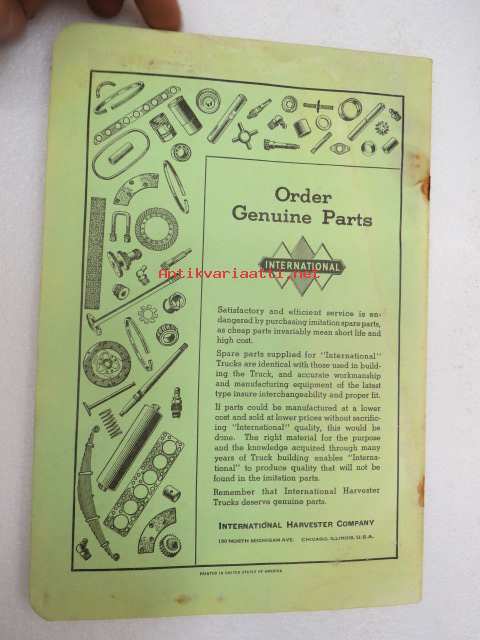 Order
Genuine Parts
INTERNATIONAL
Antikvariaatti.net
Satisfactory and efficient service is en-
dangered by purchasing imitation spare parts,
as cheap parts invariably mean short life and
high cost.
Spare parts supplied for "International"
Trucks are identical with those used in build-
ing the Truck, and accurate workmanship
and manufacturing equipment of the latest
type insure interchangeability and proper fit.
If parts could be manufactured at a lower
cost and sold at lower prices without sacrific-
ing "International" quality, this would be
done. The right material for the purpose
and the knowledge acquired through many
years of Truck building enables "Interna-
tional" to produce quality that will not be
found in the imitation parts.
Remember that International Harvester
Trucks deserve genuine parts.
INTERNATIONAL HARVESTER COMPANY
180 NORTH MICHIGAN AVE. CHICAGO, ILLINOIS, U.S.A.
PRINTED IN UNITED STATES OF AMERICA